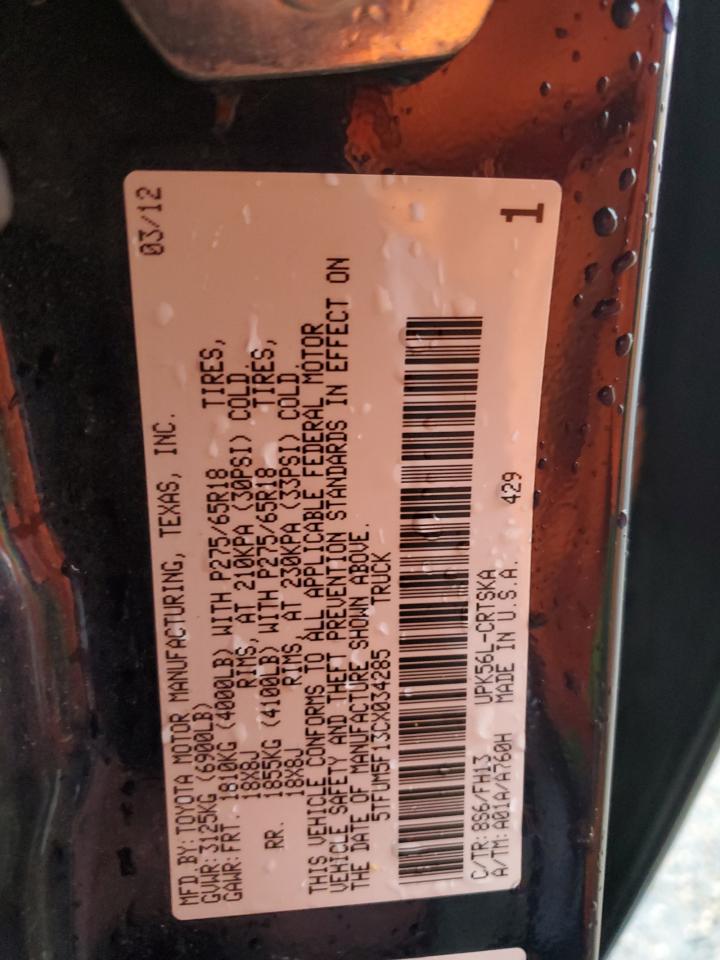 MFD BY: TOYOTA MOTOR MANUFACTURING, TEXAS, INC. 03/12
GVWR: 3125KG (6900LB)
GAWR: FRT. 1810KG (4000LB) WITH P275/65R18 TIRES,
18X8J RIMS, AT 210KPA (30PSI) COLD.
RR. 1855KG (4100LB) WITH P275/65R18 TIRES,
18X8J RIMS, AT 230KPA (33PSI) COLD.
THIS VEHICLE CONFORMS TO ALL APPLICABLE FEDERAL MOTOR
VEHICLE SAFETY AND THEFT PREVENTION STANDARDS IN EFFECT ON
THE DATE OF MANUFACTURE SHOWN ABOVE.
5TFUM5F13CX034285 TRUCK
C/TR: 8S6/FH13 UPK56L-CRTSKA
A/TM: A01A/A760H MADE IN U.S.A. 429 1